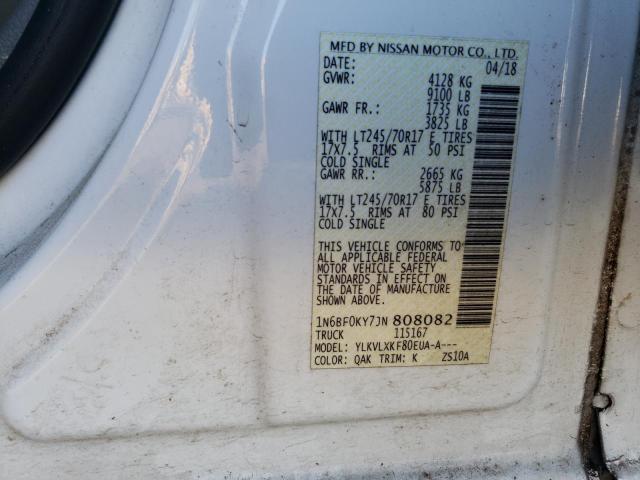 MFD BY NISSAN MOTOR CO., LTD.
DATE: 04/18
GVWR: 4128 KG
9100 LB
GAWR FR.: 1735 KG
3825 LB
WITH LT245/70R17 E TIRES
17X7.5 RIMS AT 50 PSI
COLD SINGLE
GAWR RR.: 2665 KG
5875 LB
WITH LT245/70R17 E TIRES
17X7.5 RIMS AT 80 PSI
COLD SINGLE
THIS VEHICLE CONFORMS TO
ALL APPLICABLE FEDERAL
MOTOR VEHICLE SAFETY
STANDARDS IN EFFECT ON
THE DATE OF MANUFACTURE
SHOWN ABOVE.
1N6BF0KY7JN808082
TRUCK 115167
MODEL: YLKVLXKF80EUA-A---
COLOR: QAK TRIM: K ZS10A